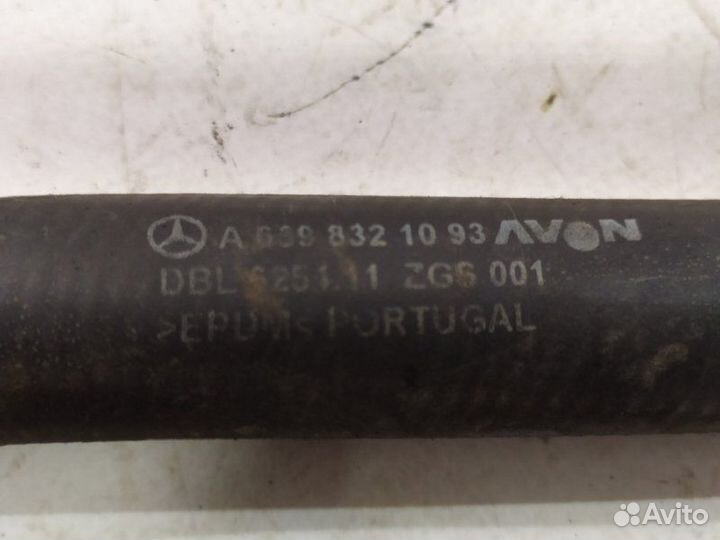 A 639 832 10 93 AVON
DBL 6251.11 ZGS 001
>EPDM< PORTUGAL
Avito